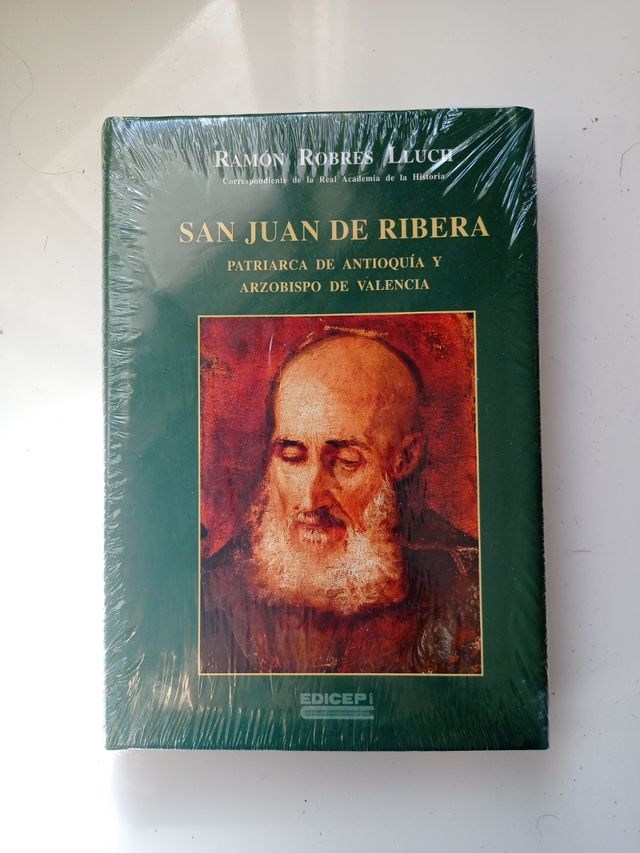 RAMÓN ROBRES LLUCH
Correspondiente de la Real Academia de la Historia
SAN JUAN DE RIBERA
PATRIARCA DE ANTIOQUÍA Y
ARZOBISPO DE VALENCIA
EDICEP